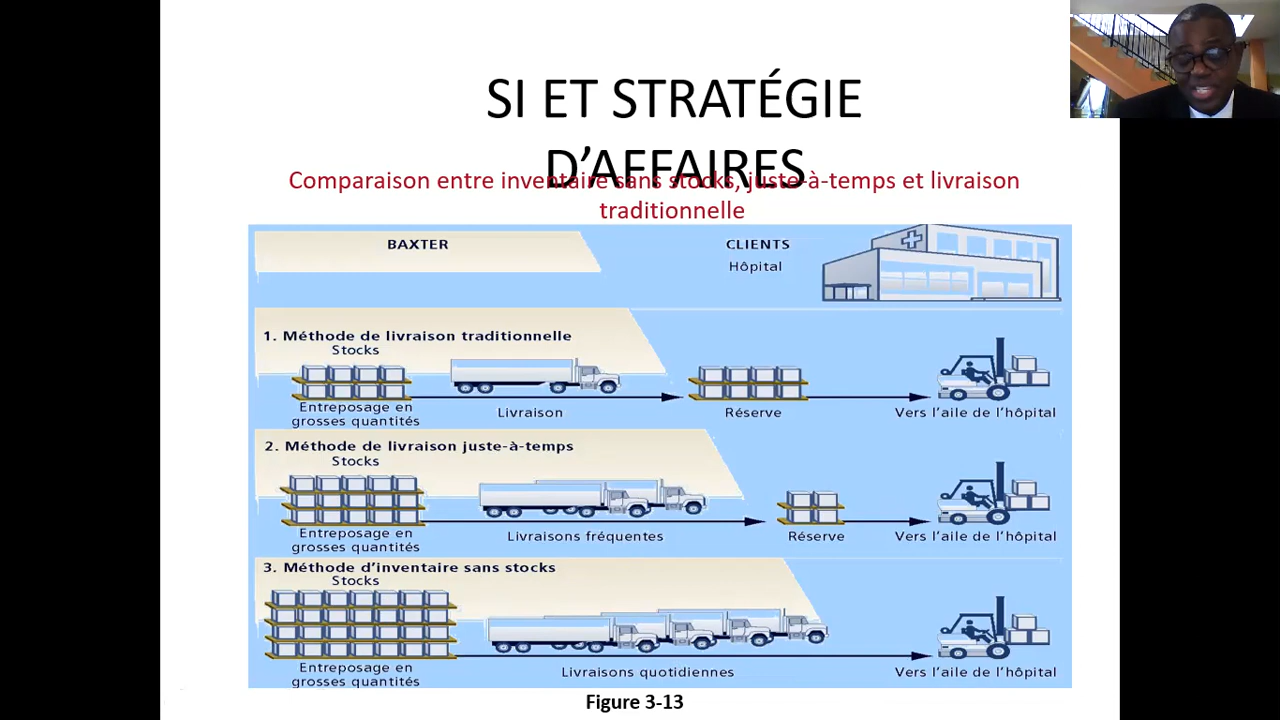 SI ET STRATÉGIE
D’AFFAIRES
Comparaison entre inventaire sans stocks, juste-à-temps et livraison
traditionnelle
BAXTER
CLIENTS
Hôpital
1. Méthode de livraison traditionnelle
Stocks
Entreposage en
grosses quantités
Livraison
Réserve
Vers l’aile de l’hôpital
2. Méthode de livraison juste-à-temps
Stocks
Entreposage en
grosses quantités
Livraisons fréquentes
Réserve
Vers l’aile de l’hôpital
3. Méthode d’inventaire sans stocks
Stocks
Entreposage en
grosses quantités
Livraisons quotidiennes
Vers l’aile de l’hôpital
Figure 3-13